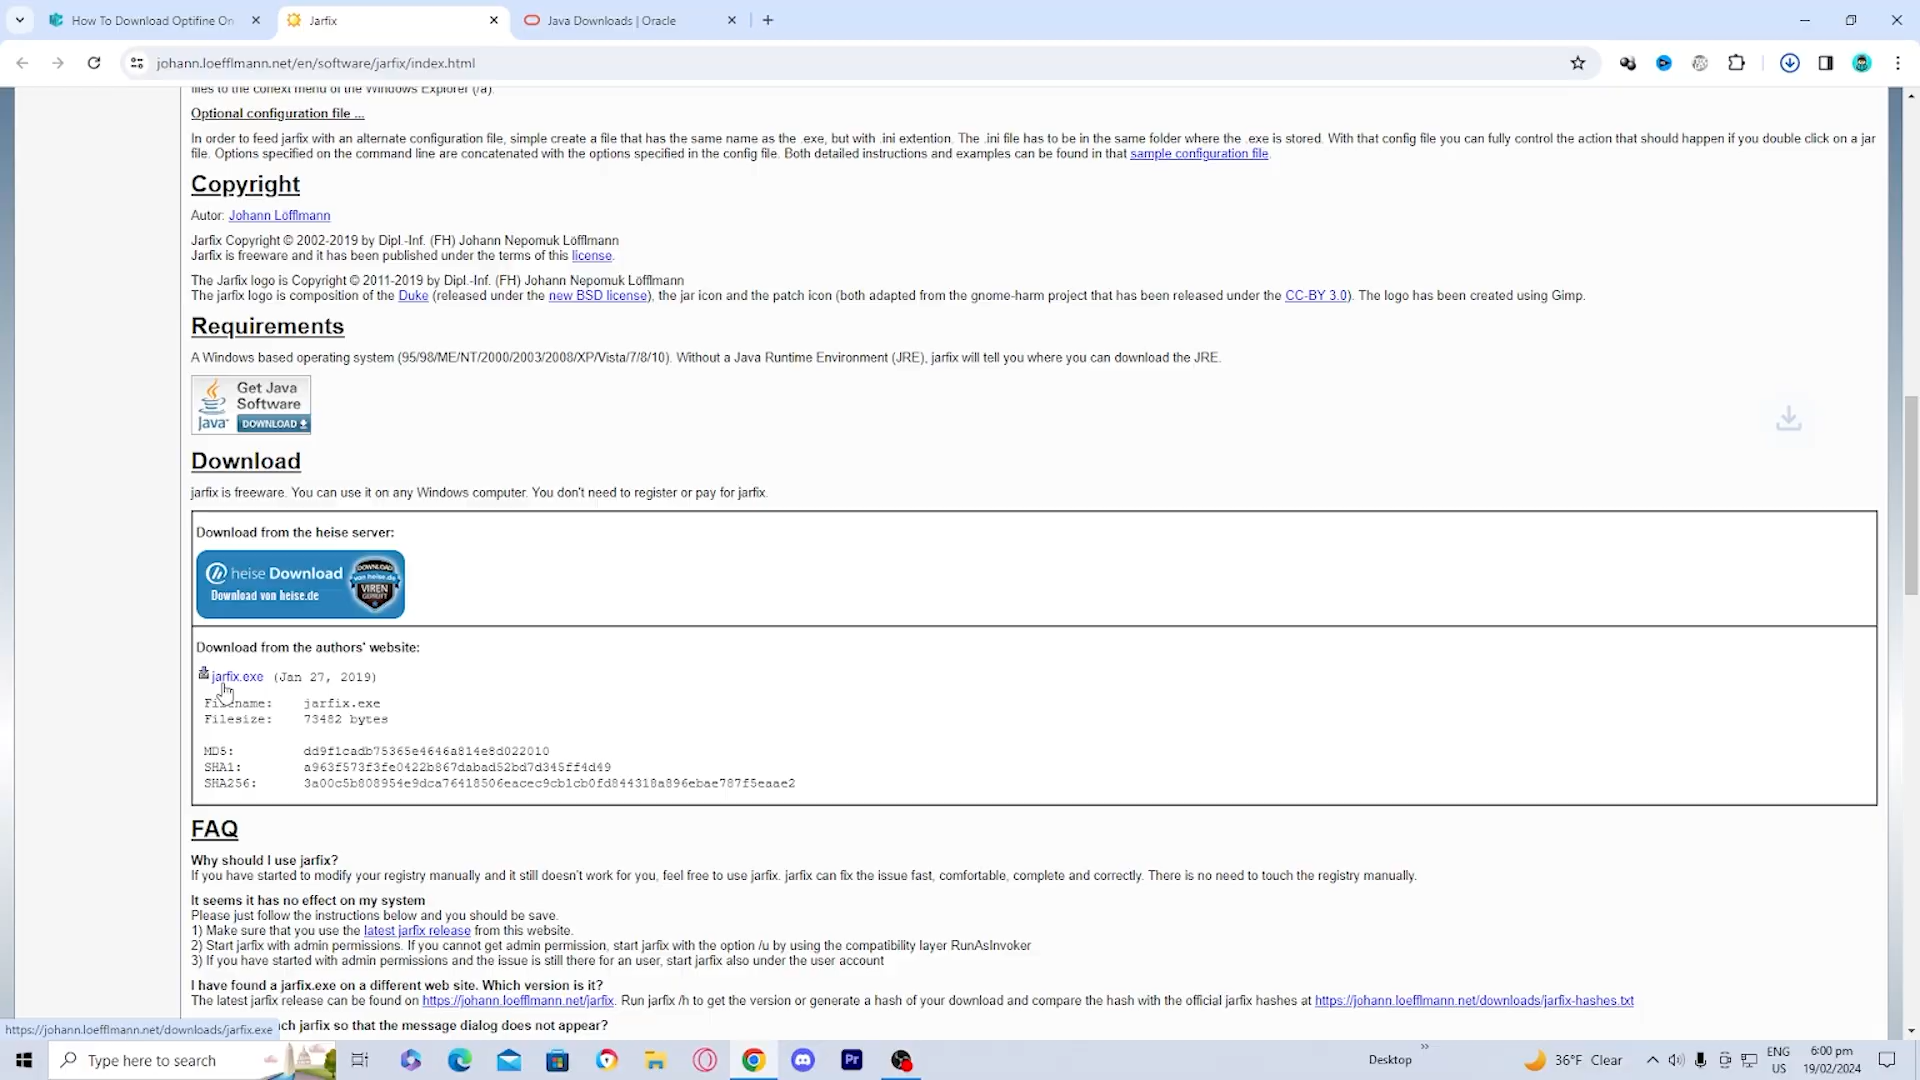 How To Download Optifine On
Jarfix
Java Downloads | Oracle
johann.loefflmann.net/en/software/jarfix/index.html
files to the context menu of the Windows Explorer (/a).
Optional configuration file ...
In order to feed jarfix with an alternate configuration file, simple create a file that has the same name as the .exe, but with .ini extention. The .ini file has to be in the same folder where the .exe is stored. With that config file you can fully control the action that should happen if you double click on a jar
file. Options specified on the command line are concatenated with the options specified in the config file. Both detailed instructions and examples can be found in that sample configuration file.
Copyright
Autor: Johann Löfflmann
Jarfix Copyright © 2002-2019 by Dipl.-Inf. (FH) Johann Nepomuk Löfflmann
Jarfix is freeware and it has been published under the terms of this license.
The Jarfix logo is Copyright © 2011-2019 by Dipl.-Inf. (FH) Johann Nepomuk Löfflmann
The jarfix logo is composition of the Duke (released under the new BSD license), the jar icon and the patch icon (both adapted from the gnome-harm project that has been released under the CC-BY 3.0). The logo has been created using Gimp.
Requirements
A Windows based operating system (95/98/ME/NT/2000/2003/2008/XP/Vista/7/8/10). Without a Java Runtime Environment (JRE), jarfix will tell you where you can download the JRE.
Get Java
Software
Java DOWNLOAD
Download
jarfix is freeware. You can use it on any Windows computer. You don't need to register or pay for jarfix.
Download from the heise server:
heise Download
Download von heise.de
DOWNLOAD
von heise.de
VIREN
GEPRÜFT
Download from the authors' website:
jarfix.exe (Jan 27, 2019)
Filename: jarfix.exe
Filesize: 73482 bytes
MD5: dd9f1cadb75365e4646a814e8d022010
SHA1: a963f573f3fe0422b867dabad52bd7d345ff4d49
SHA256: 3a00c5b808954e9dca76418506eacec9cb1cb0fd844318a896ebae787f5eaae2
FAQ
Why should I use jarfix?
If you have started to modify your registry manually and it still doesn't work for you, feel free to use jarfix. jarfix can fix the issue fast, comfortable, complete and correctly. There is no need to touch the registry manually.
It seems it has no effect on my system
Please just follow the instructions below and you should be save.
1) Make sure that you use the latest jarfix release from this website.
2) Start jarfix with admin permissions. If you cannot get admin permission, start jarfix with the option /u by using the compatibility layer RunAsInvoker
3) If you have started with admin permissions and the issue is still there for an user, start jarfix also under the user account
I have found a jarfix.exe on a different web site. Which version is it?
The latest jarfix release can be found on https://johann.loefflmann.net/jarfix. Run jarfix /h to get the version or generate a hash of your download and compare the hash with the official jarfix hashes at https://johann.loefflmann.net/downloads/jarfix-hashes.txt
https://johann.loefflmann.net/downloads/jarfix.exe
ch jarfix so that the message dialog does not appear?
Type here to search
Pr
Desktop
36°F Clear
ENG
US
6:00 pm
19/02/2024